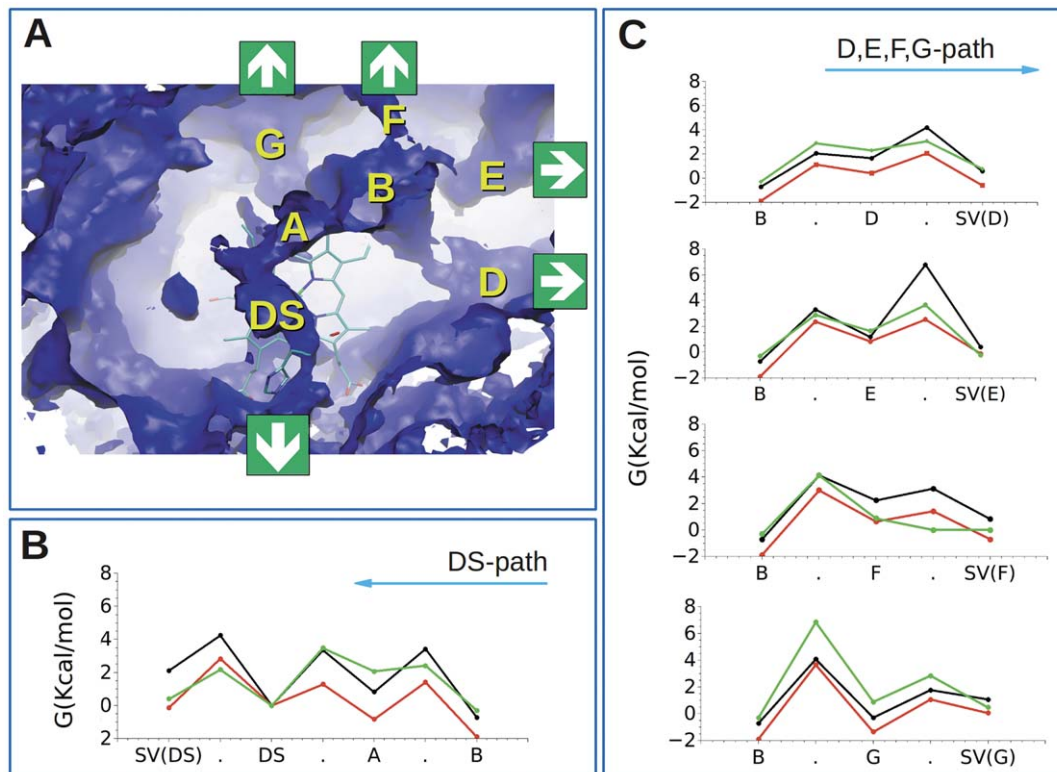 A
G
F
B
E
A
D
DS
B
DS-path
G(Kcal/mol)
8
6
4
2
0
2
SV(DS) . DS . A . B
C
D,E,F,G-path
G(Kcal/mol)
8
6
4
2
0
−2
B . D . SV(D)
8
6
4
2
0
−2
B . E . SV(E)
8
6
4
2
0
−2
B . F . SV(F)
8
6
4
2
0
B . G . SV(G)